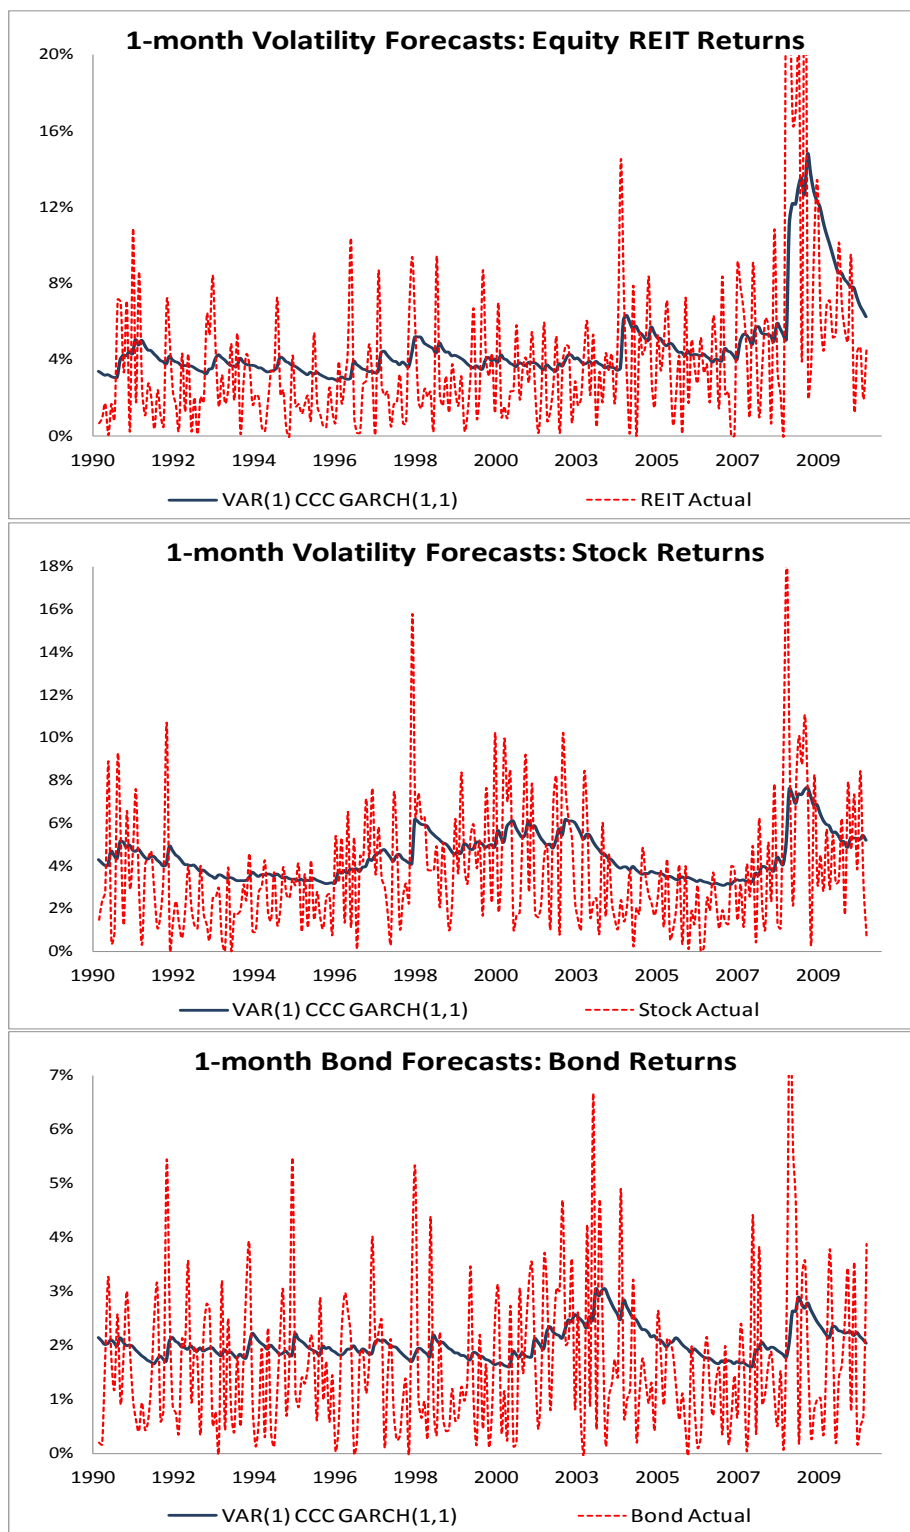 1-month Volatility Forecasts: Equity REIT Returns
20%
16%
12%
8%
4%
0%
1990 1992 1994 1996 1998 2000 2003 2005 2007 2009
VAR(1) CCC GARCH(1,1) REIT Actual
1-month Volatility Forecasts: Stock Returns
18%
16%
14%
12%
10%
8%
6%
4%
2%
0%
1990 1992 1994 1996 1998 2000 2003 2005 2007 2009
VAR(1) CCC GARCH(1,1) Stock Actual
1-month Bond Forecasts: Bond Returns
7%
6%
5%
4%
3%
2%
1%
0%
1990 1992 1994 1996 1998 2000 2003 2005 2007 2009
VAR(1) CCC GARCH(1,1) Bond Actual